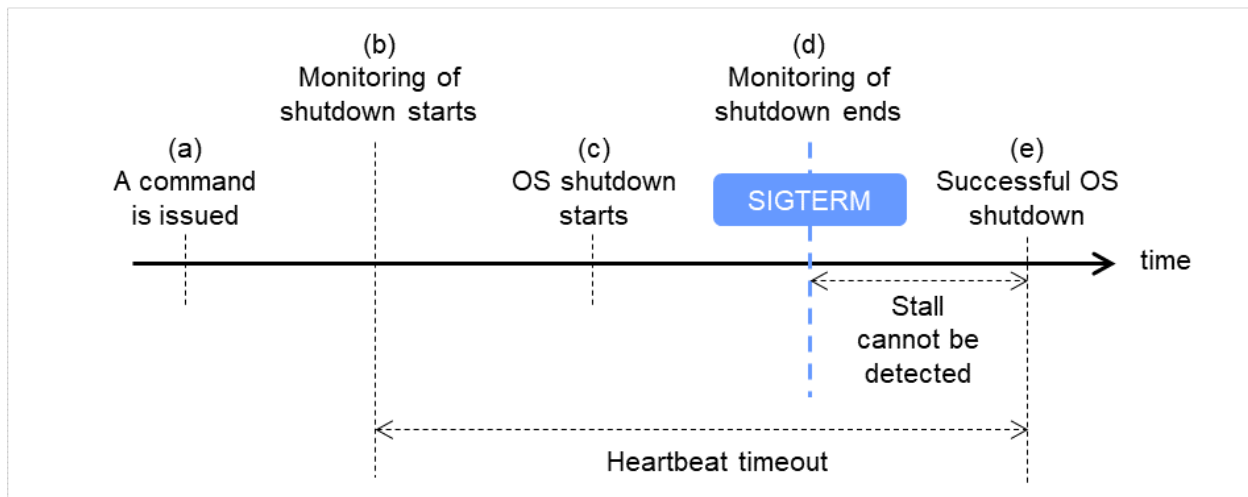 (b)
Monitoring of
shutdown starts
(d)
Monitoring of
shutdown ends
(a)
A command
is issued
(c)
OS shutdown
starts
SIGTERM
(e)
Successful OS
shutdown
time
Stall
cannot be
detected
Heartbeat timeout